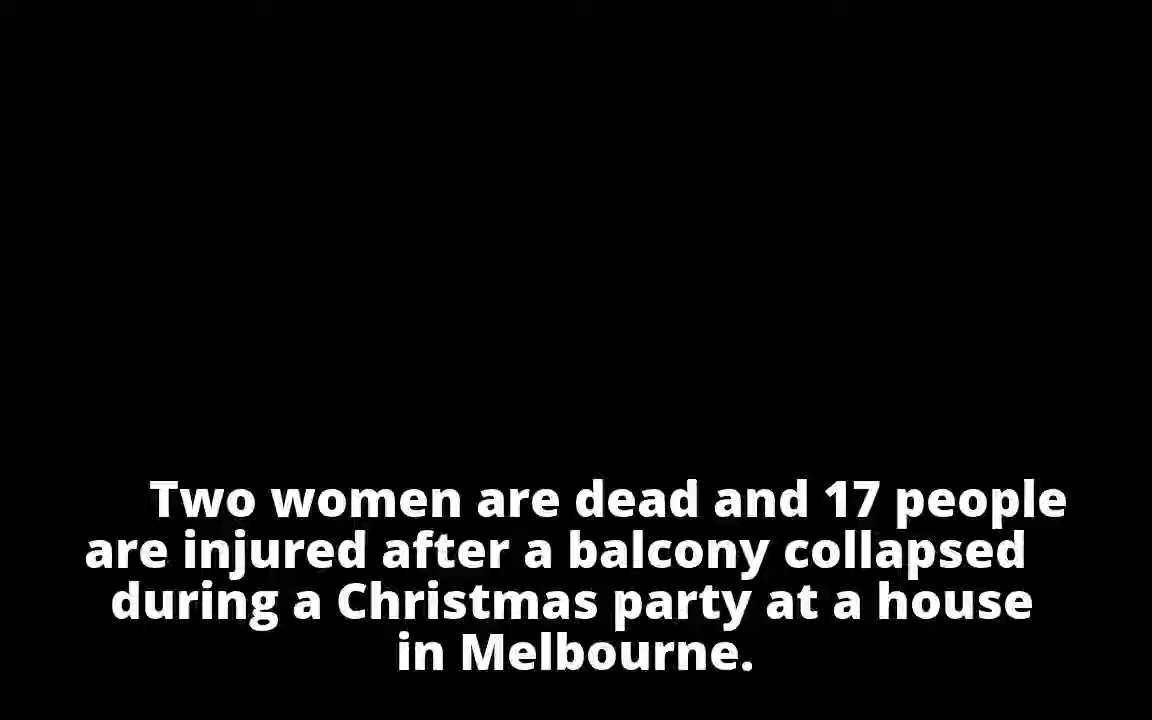 Two women are dead and 17 people
are injured after a balcony collapsed
during a Christmas party at a house
in Melbourne.